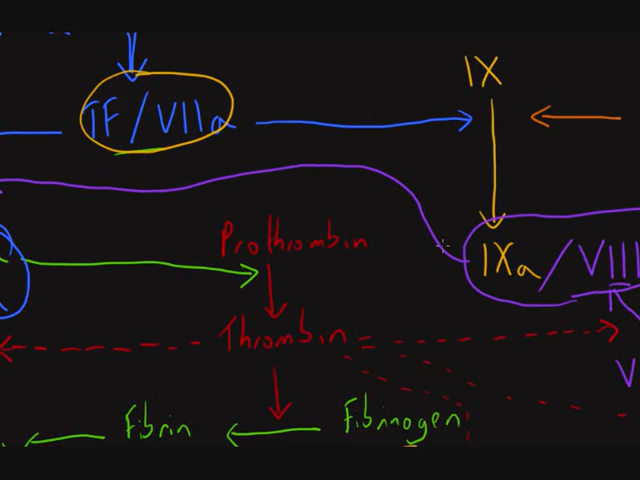 IX
TF/VIIa
Prothrombin
IXa/VIII
Thrombin
V
Fibrin
Fibrinogen